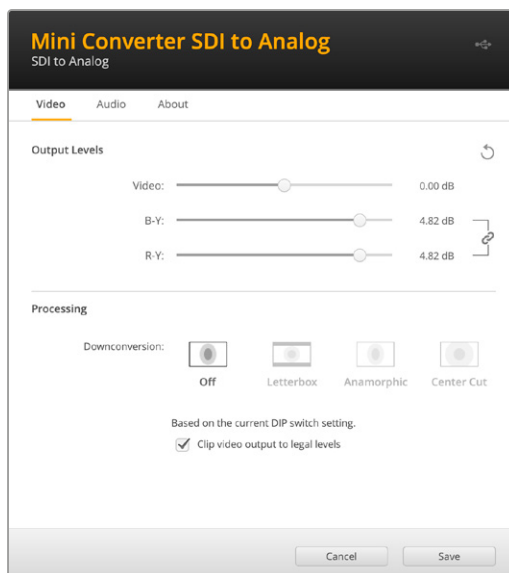 Mini Converter SDI to Analog
SDI to Analog
Video Audio About
Output Levels
Video: 0.00 dB
B-Y: 4.82 dB
R-Y: 4.82 dB
Processing
Downconversion:
Off Letterbox Anamorphic Center Cut
Based on the current DIP switch setting.
Clip video output to legal levels
Cancel Save